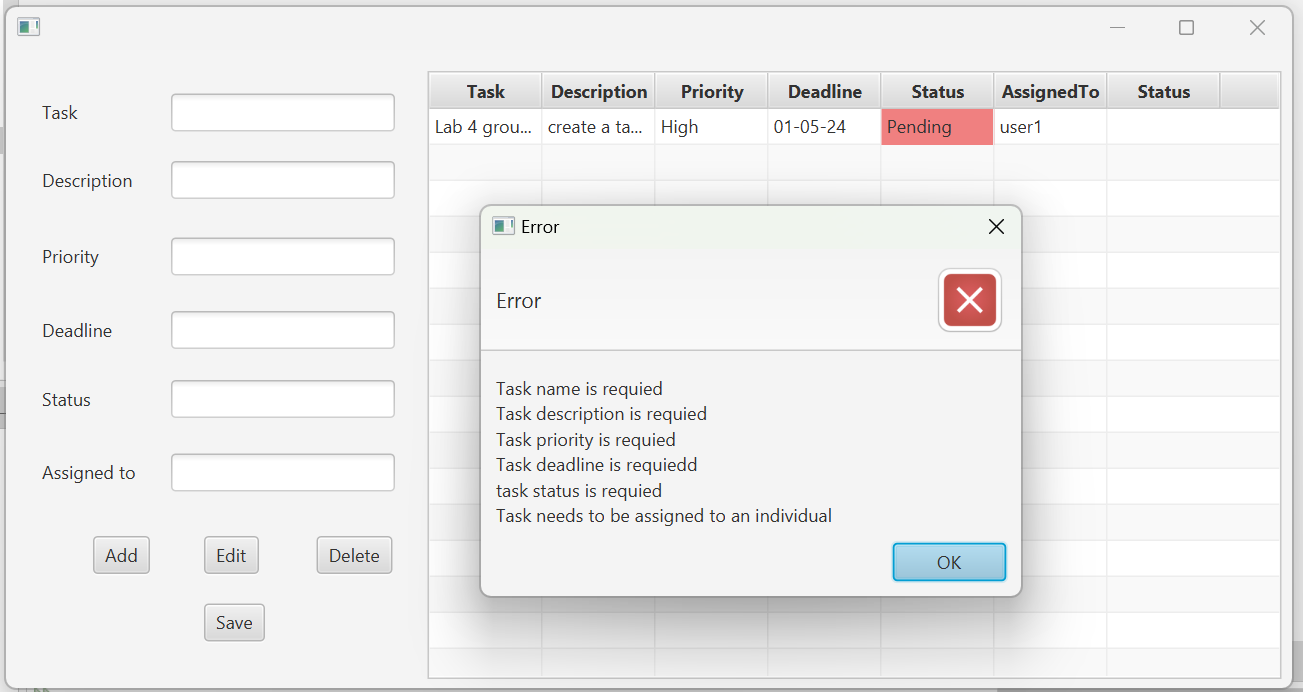 Task
Description
Priority
Deadline
Status
Assigned to
Add Edit Delete
Save
Task Description Priority Deadline Status AssignedTo Status
Lab 4 grou... create a ta... High 01-05-24 Pending user1
Error
Error
Task name is requied
Task description is requied
Task priority is requied
Task deadline is requiedd
task status is requied
Task needs to be assigned to an individual
OK